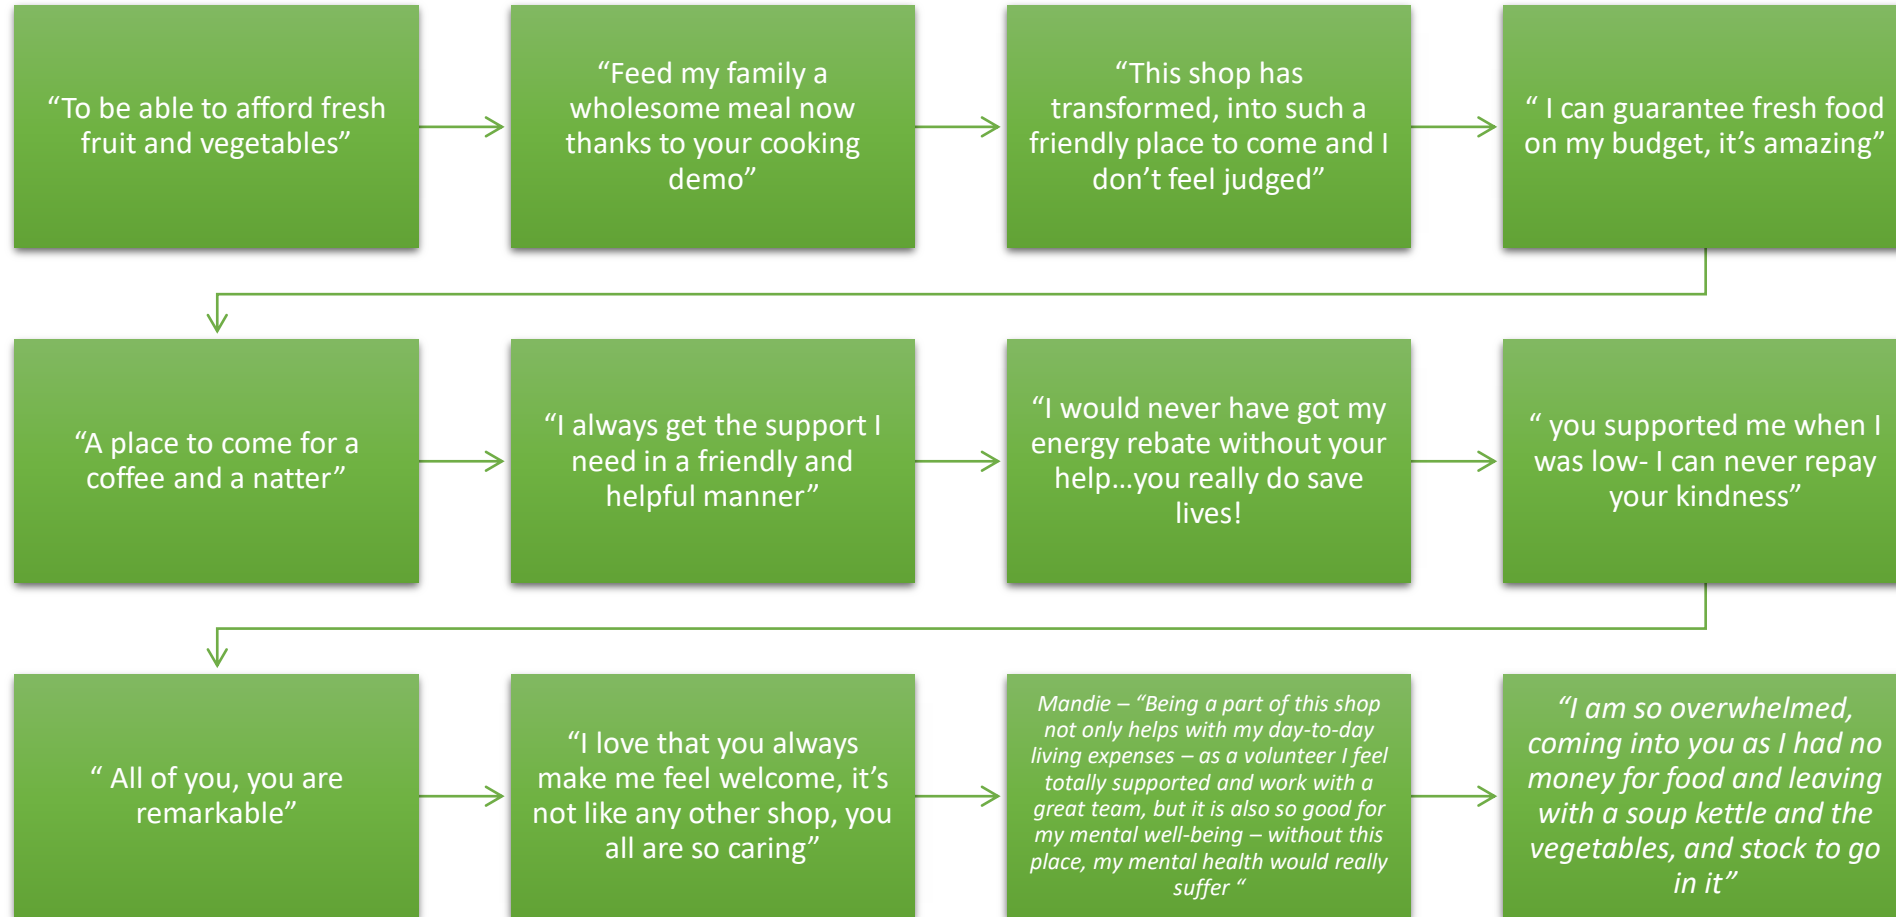 “To be able to afford fresh
fruit and vegetables”
“Feed my family a
wholesome meal now
thanks to your cooking
demo”
“This shop has
transformed, into such a
friendly place to come and I
don’t feel judged”
“ I can guarantee fresh food
on my budget, it’s amazing”
“A place to come for a
coffee and a natter”
“I always get the support I
need in a friendly and
helpful manner”
“I would never have got my
energy rebate without your
help...you really do save
lives!
“ you supported me when I
was low- I can never repay
your kindness”
“ All of you, you are
remarkable”
“I love that you always
make me feel welcome, it’s
not like any other shop, you
all are so caring”
Mandie – “Being a part of this shop
not only helps with my day-to-day
living expenses – as a volunteer I feel
totally supported and work with a
great team, but it is also so good for
my mental well-being – without this
place, my mental health would really
suffer “
“I am so overwhelmed,
coming into you as I had no
money for food and leaving
with a soup kettle and the
vegetables, and stock to go
in it”